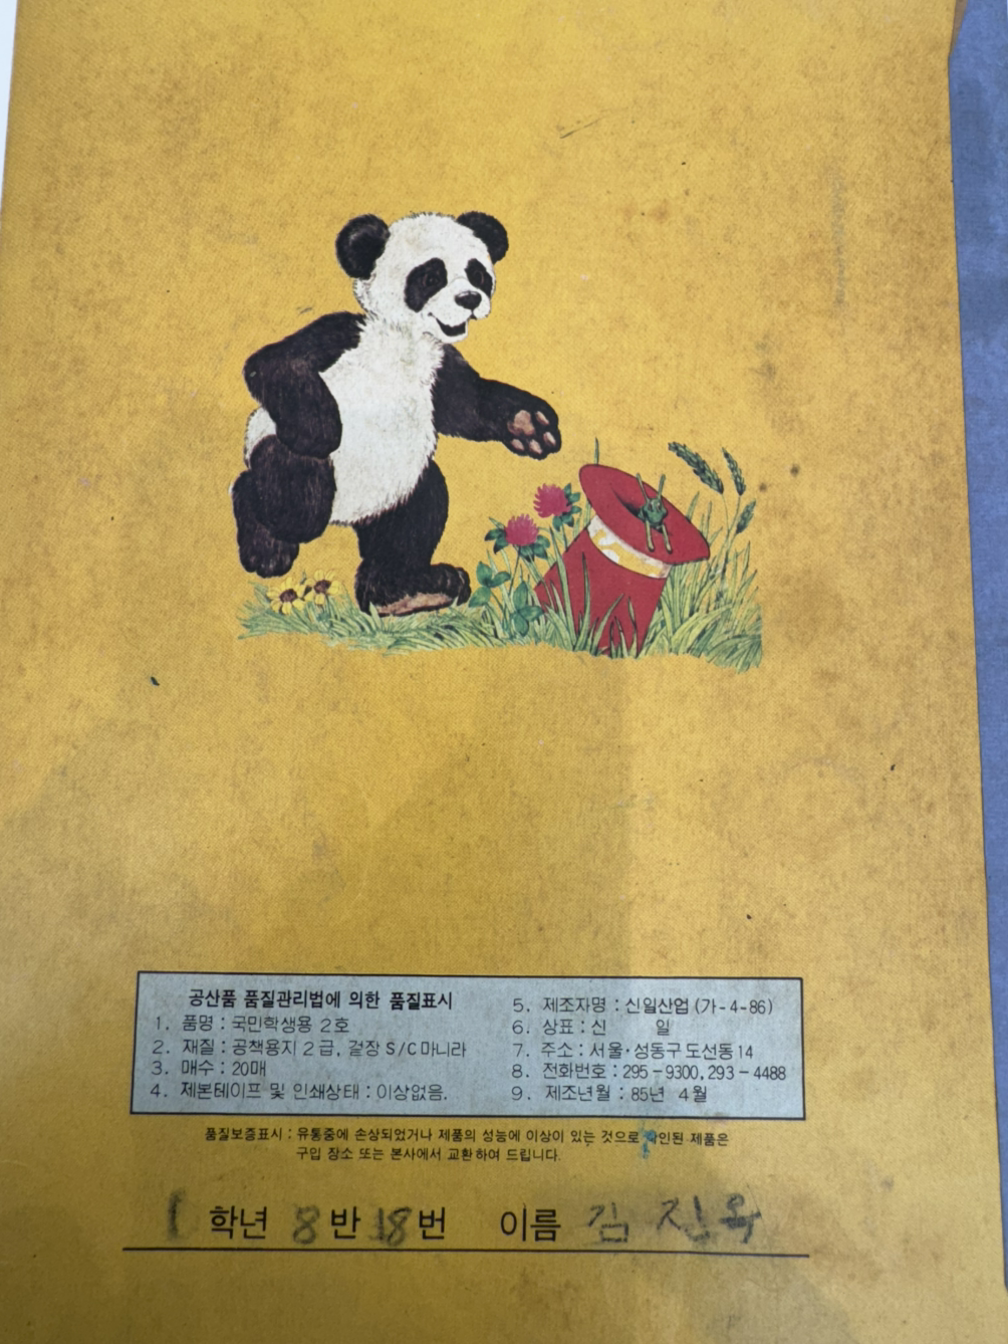 공산품 품질관리법에 의한 품질표시
1. 품명 : 국민학생용 2호
2. 재질 : 공책용지 2급, 겉장 S/C마니라
3. 매수 : 20매
4. 제본테이프 및 인쇄상태 : 이상없음.
5. 제조자명 : 신일산업 (가-4-86)
6. 상표 : 신 일
7. 주소 : 서울·성동구 도선동 14
8. 전화번호 : 295-9300, 293-4488
9. 제조년월 : 85년 4월
품질보증표시 : 유통중에 손상되었거나 제품의 성능에 이상이 있는 것으로 확인된 제품은
구입 장소 또는 본사에서 교환하여 드립니다.
1 학년 8 반 18 번 이름 김 진